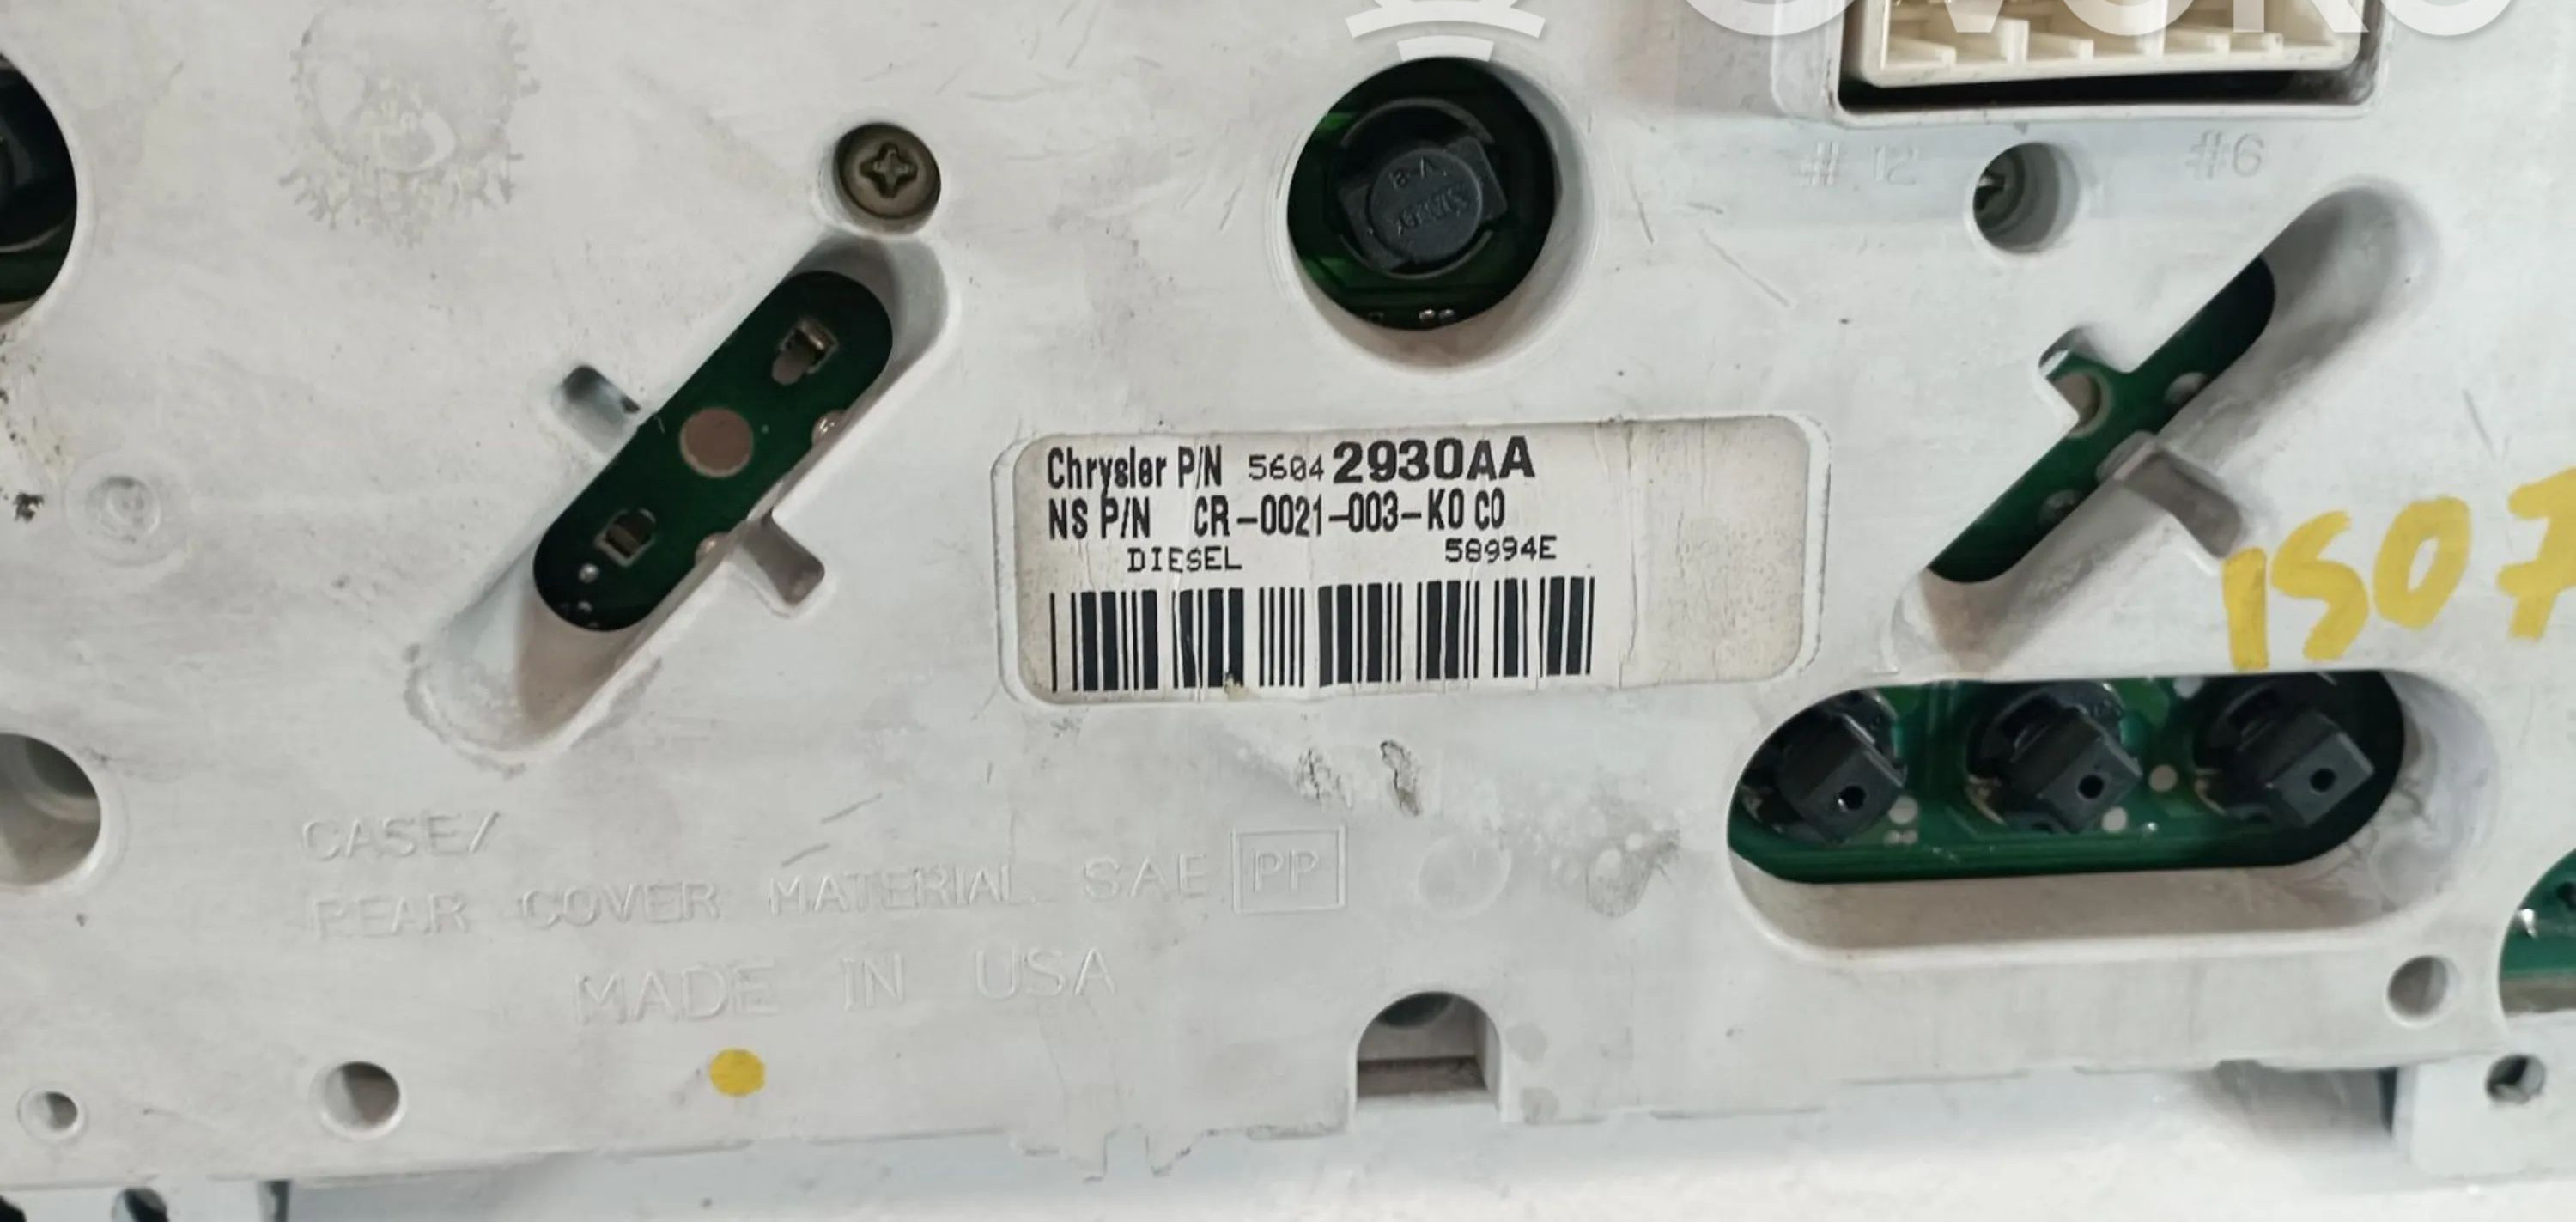 # 12
#6
Chrysler P/N 56042930AA
NS P/N CR-0021-003-K0 C0
DIESEL 58994E
1507
CASE/
REAR COVER MATERIAL SAE PP
MADE IN USA